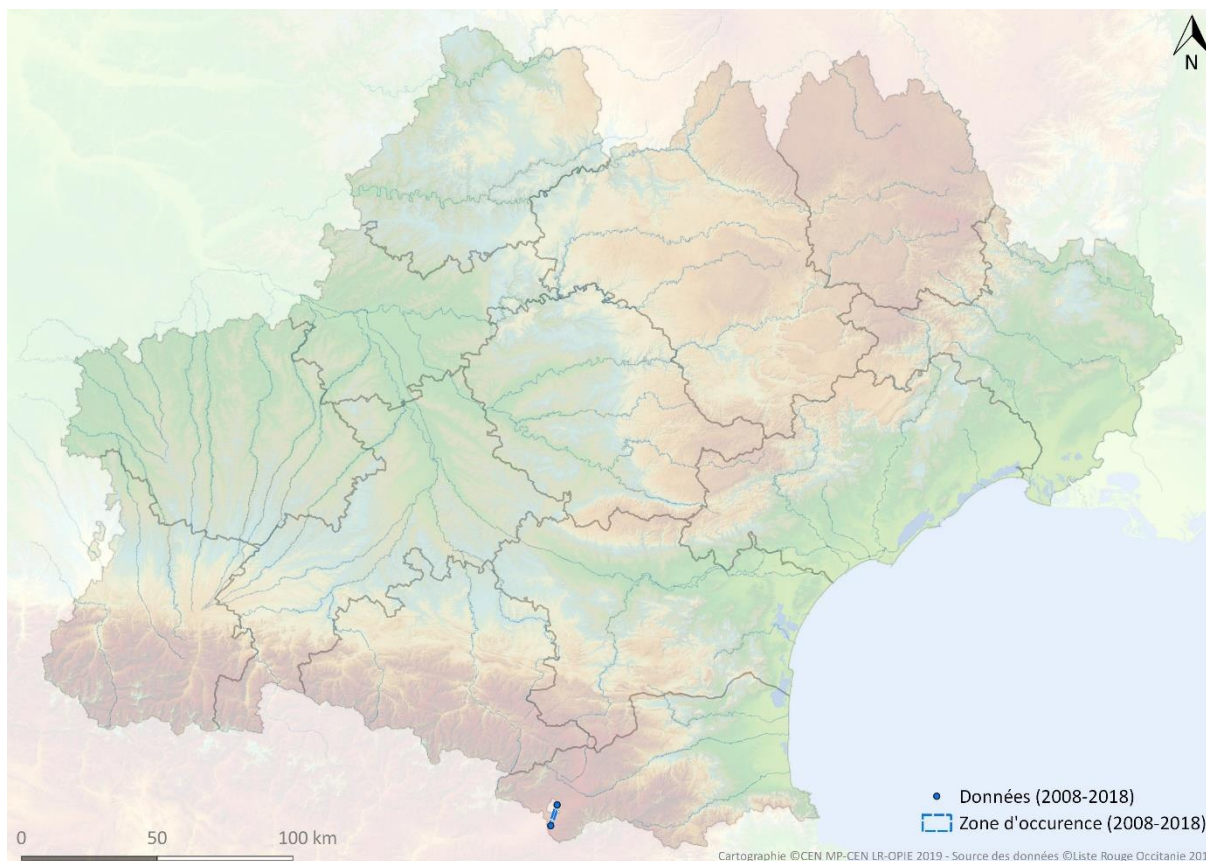 N
Données (2008-2018)
Zone d'occurence (2008-2018)
0 50 100 km
Cartographie ©CEN MP-CEN LR-OPIE 2019 - Source des données ©Liste Rouge Occitanie 201